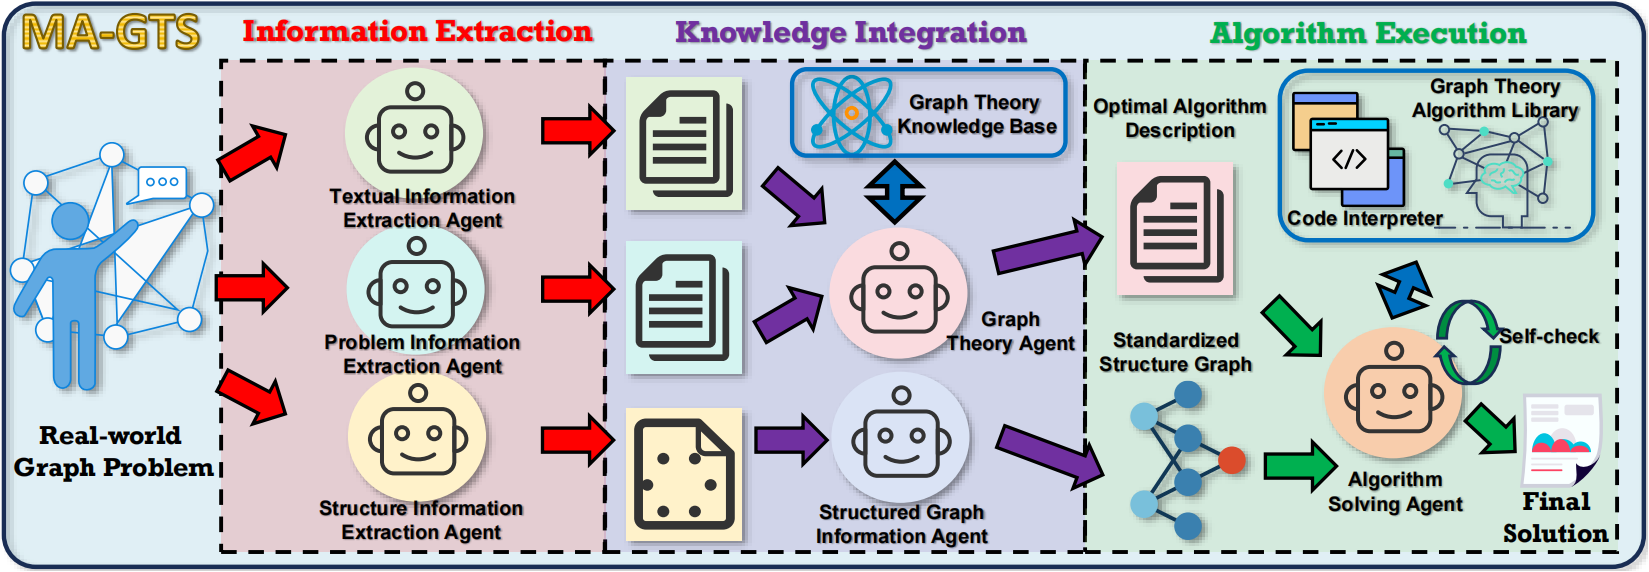 MA-GTS
Information Extraction
Knowledge Integration
Algorithm Execution
Real-world
Graph Problem
Textual Information
Extraction Agent
Problem Information
Extraction Agent
Structure Information
Extraction Agent
Graph Theory
Knowledge Base
Graph
Theory Agent
Structured Graph
Information Agent
Optimal Algorithm
Description
Standardized
Structure Graph
Graph Theory
Algorithm Library
</>
Code Interpreter
Self-check
Algorithm
Solving Agent
Final
Solution